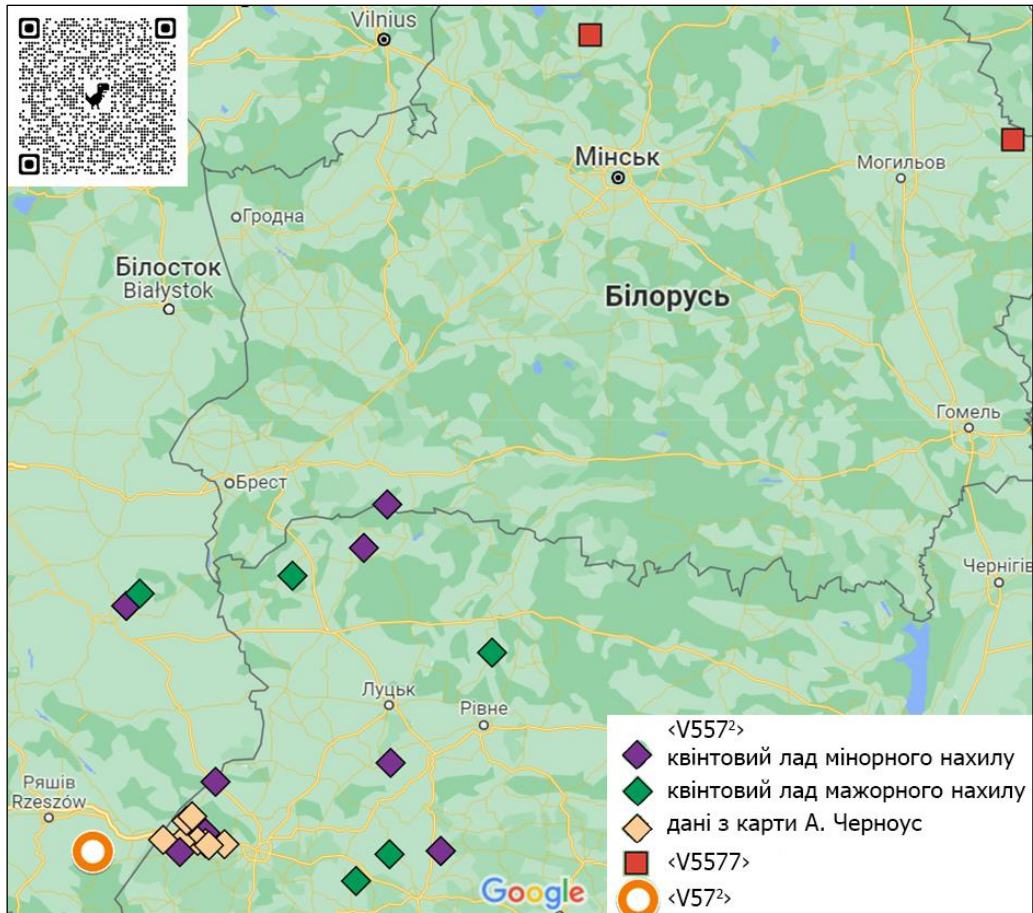 Vilnius
Мінськ
Могильов
Гродна
Білосток
Białystok
Білорусь
Гомель
Брест
Чернігів
Луцьк
Рівне
Ряшів
Rzeszów
Google
‹V557²›
квінтовий лад мінорного нахилу
квінтовий лад мажорного нахилу
дані з карти А. Черноус
‹V5577›
‹V57²›